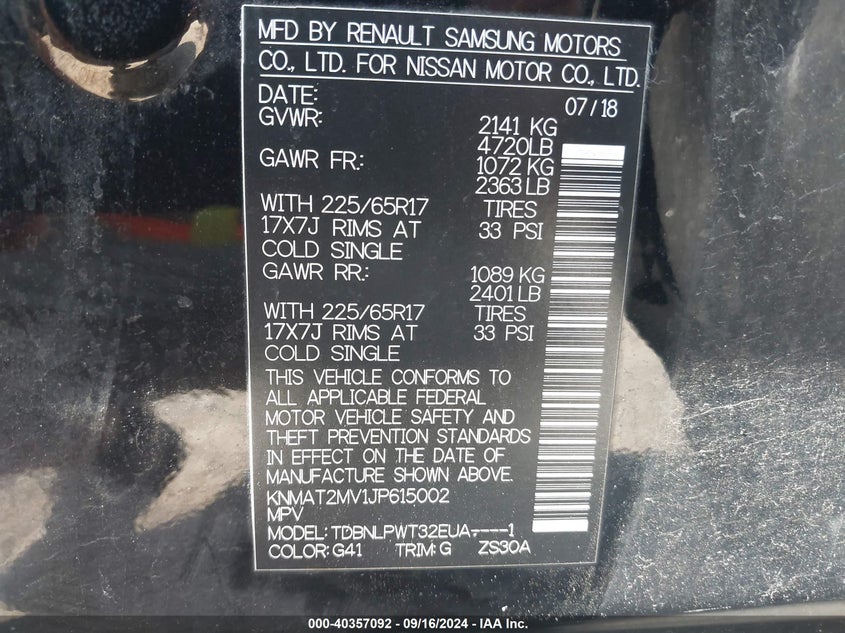 MFD BY RENAULT SAMSUNG MOTORS
CO., LTD. FOR NISSAN MOTOR CO., LTD.
DATE: 07/18
GVWR: 2141 KG
4720LB
GAWR FR.: 1072 KG
2363 LB
WITH 225/65R17 TIRES
17X7J RIMS AT 33 PSI
COLD SINGLE
GAWR RR.: 1089 KG
2401 LB
WITH 225/65R17 TIRES
17X7J RIMS AT 33 PSI
COLD SINGLE
THIS VEHICLE CONFORMS TO
ALL APPLICABLE FEDERAL
MOTOR VEHICLE SAFETY AND
THEFT PREVENTION STANDARDS
IN EFFECT ON THE DATE OF
MANUFACTURE SHOWN ABOVE.
KNMAT2MV1JP615002
MPV
MODEL: TDBNLPWT32EUA----1
COLOR: G41 TRIM: G ZS30A
000-40357092 - 09/16/2024 - IAA Inc.